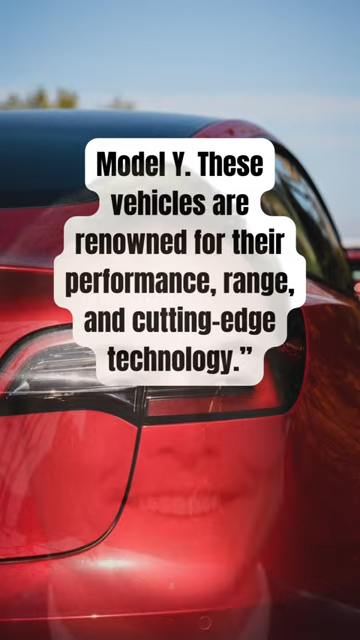 Model Y. These
vehicles are
renowned for their
performance, range,
and cutting-edge
technology.”